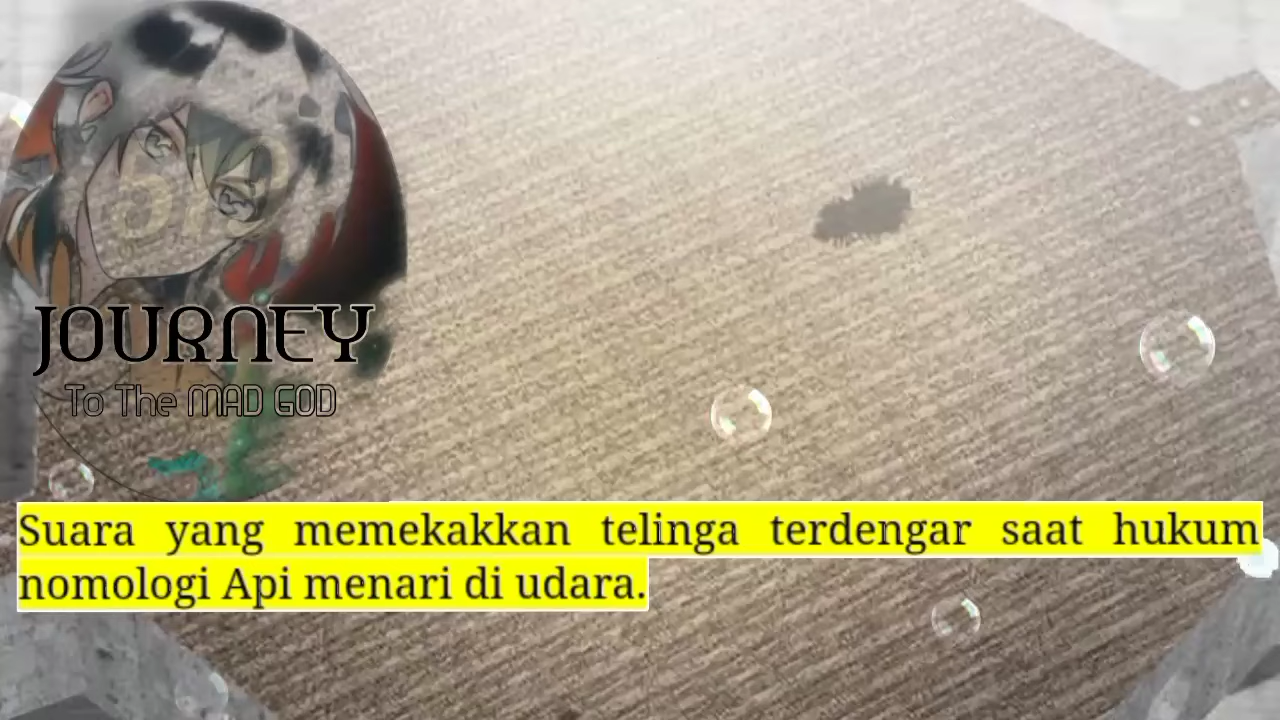 JOURNEY
To The MAD GOD
Suara yang memekakkan telinga terdengar saat hukum
nomologi Api menari di udara.